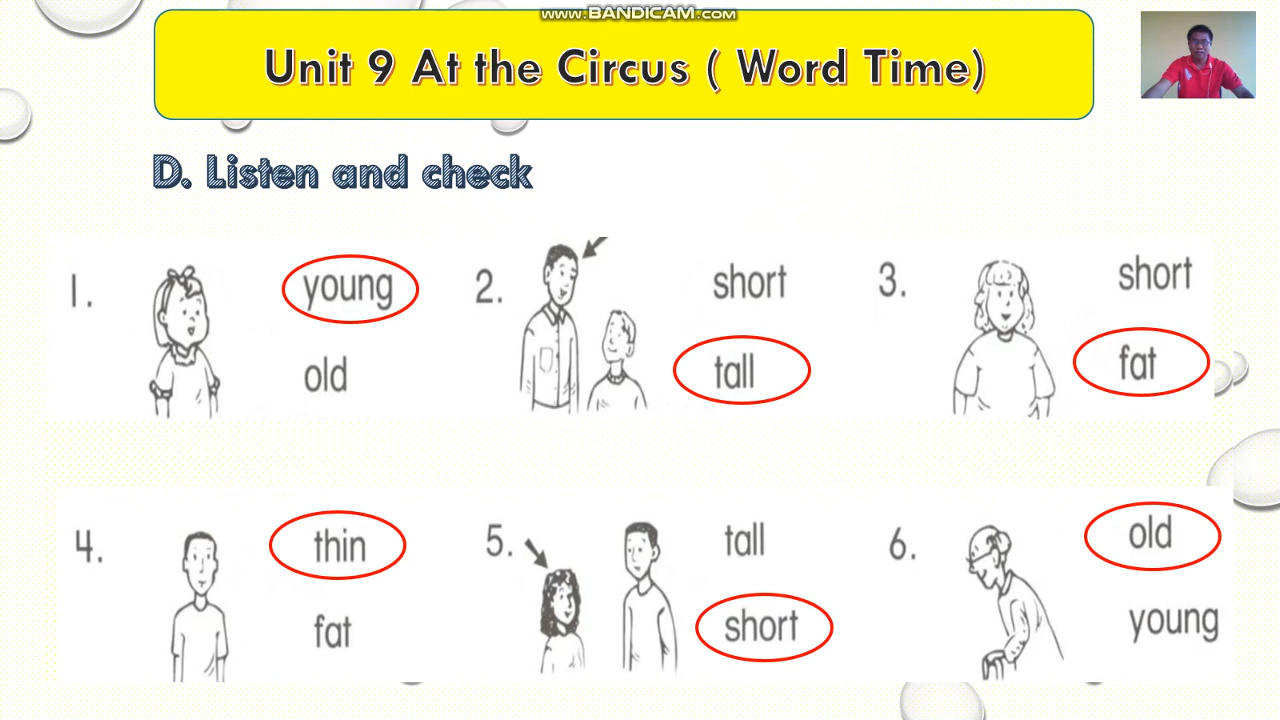 www.BANDICAM.com
Unit 9 At the Circus ( Word Time)
D. Listen and check
1.
young
old
2.
short
tall
3.
short
fat
4.
thin
fat
5.
tall
short
6.
old
young